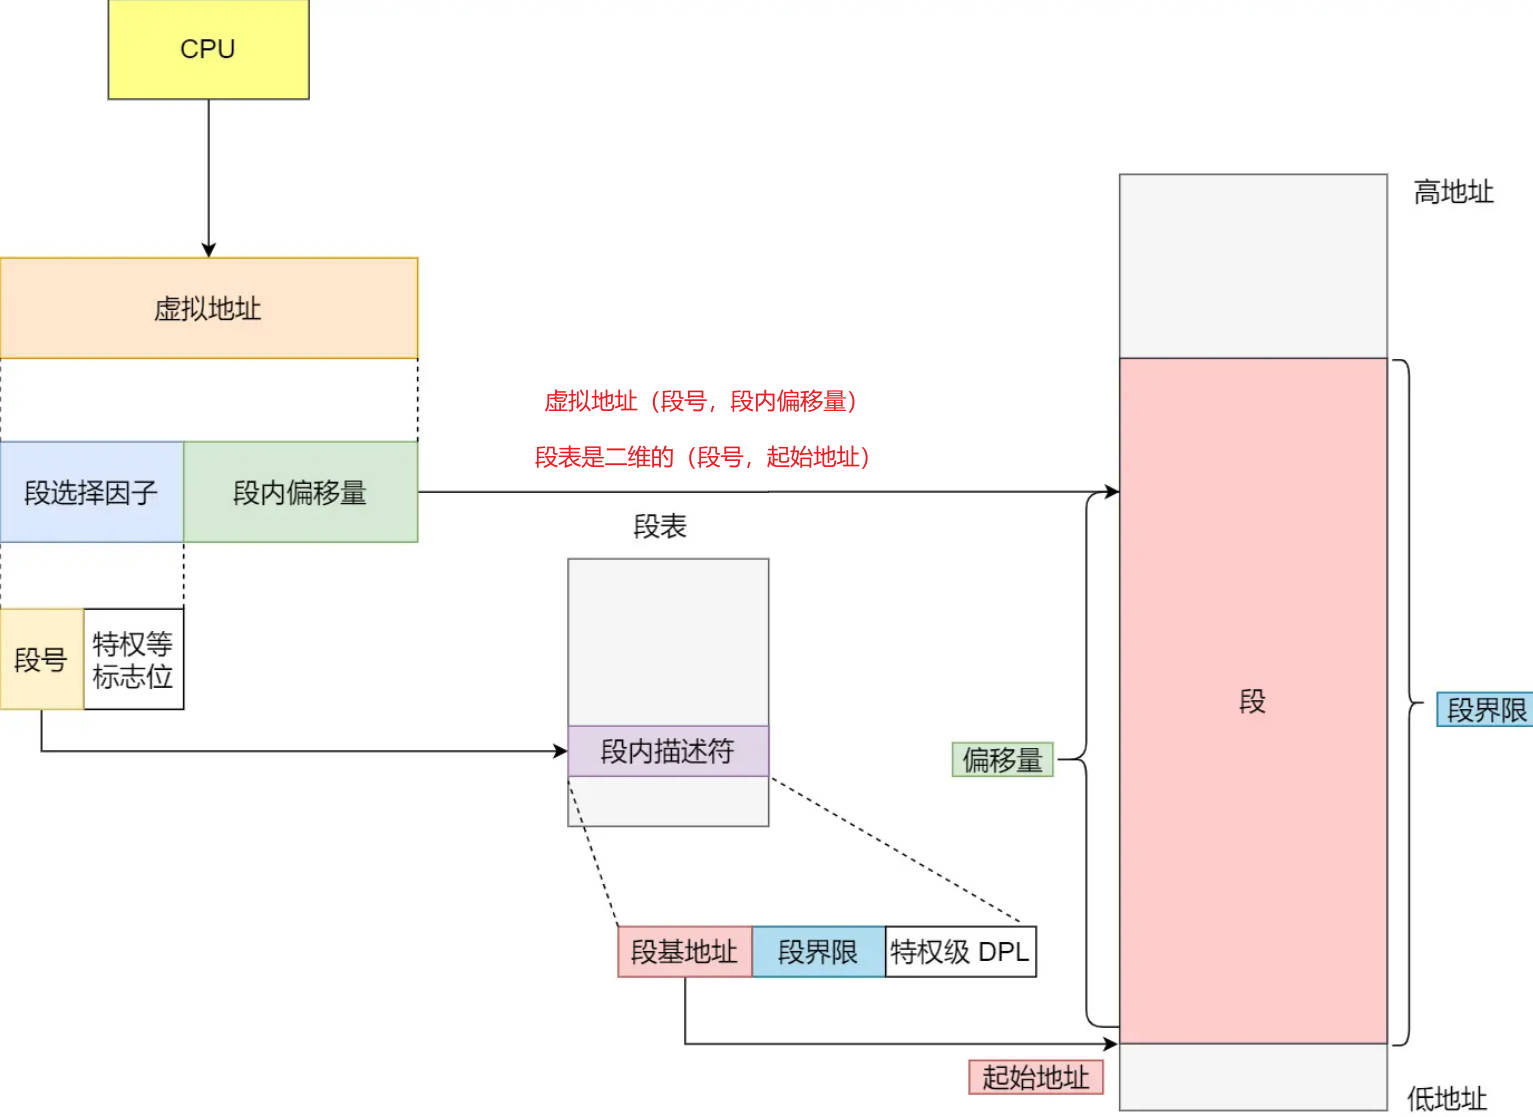 CPU
高地址
虚拟地址
虚拟地址（段号，段内偏移量）
段表是二维的（段号，起始地址）
段选择因子
段内偏移量
段表
段号
特权等
标志位
段内描述符
段
段界限
偏移量
段基地址
段界限
特权级 DPL
起始地址
低地址